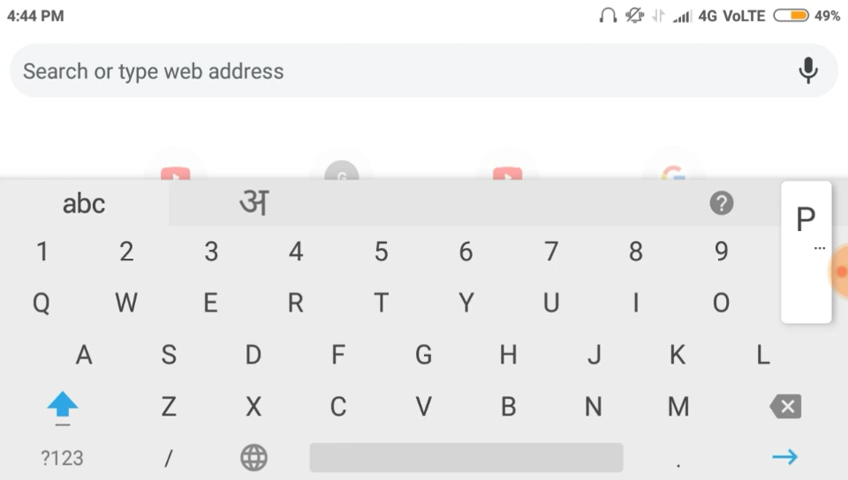 4:44 PM 4G VoLTE 49%
Search or type web address
G
abc अ ? P
...
1 2 3 4 5 6 7 8 9
Q W E R T Y U I O
A S D F G H J K L
Z X C V B N M
?123 / .